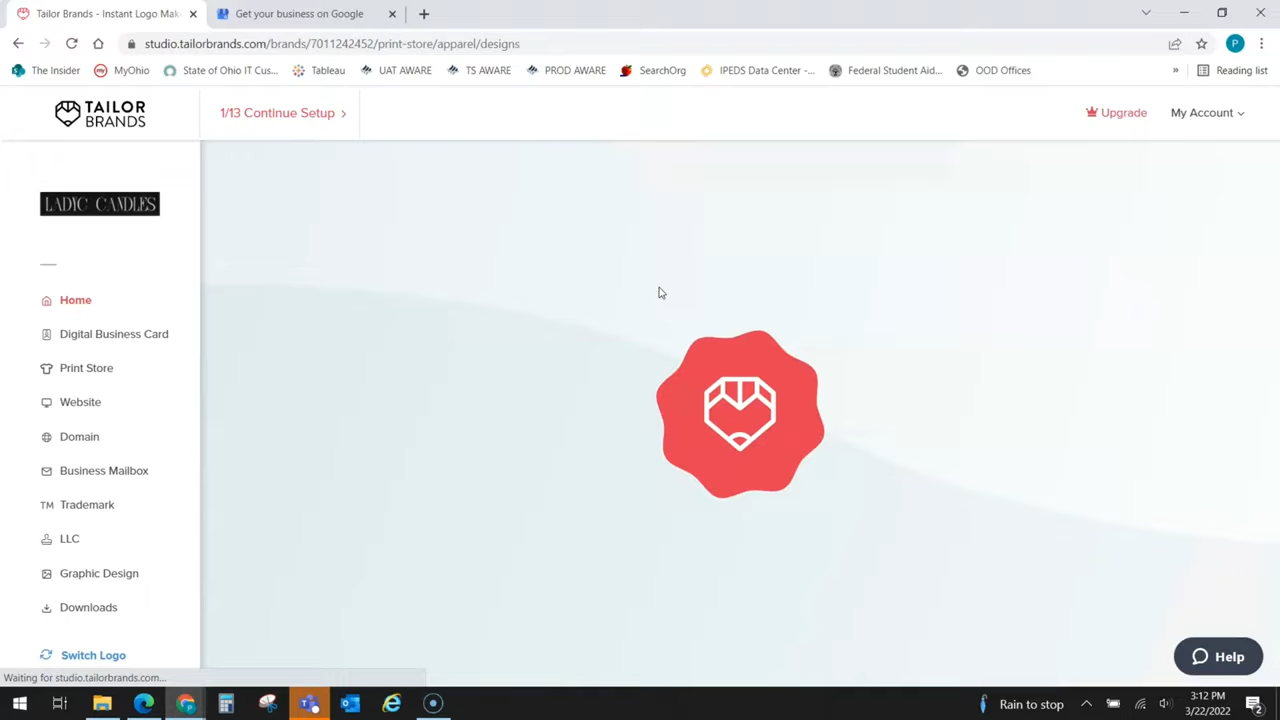 Tailor Brands - Instant Logo Mak
Get your business on Google
studio.tailorbrands.com/brands/7011242452/print-store/apparel/designs
P
The Insider
MyOhio
State of Ohio IT Cus...
Tableau
UAT AWARE
TS AWARE
PROD AWARE
SearchOrg
IPEDS Data Center -...
Federal Student Aid...
OOD Offices
»
Reading list
TAILOR
BRANDS
1/13 Continue Setup >
Upgrade
My Account
LADYC CANDLES
Home
Digital Business Card
Print Store
Website
Domain
Business Mailbox
TM Trademark
LLC
Graphic Design
Downloads
Switch Logo
Help
Waiting for studio.tailorbrands.com...
Rain to stop
3:12 PM
3/22/2022
2